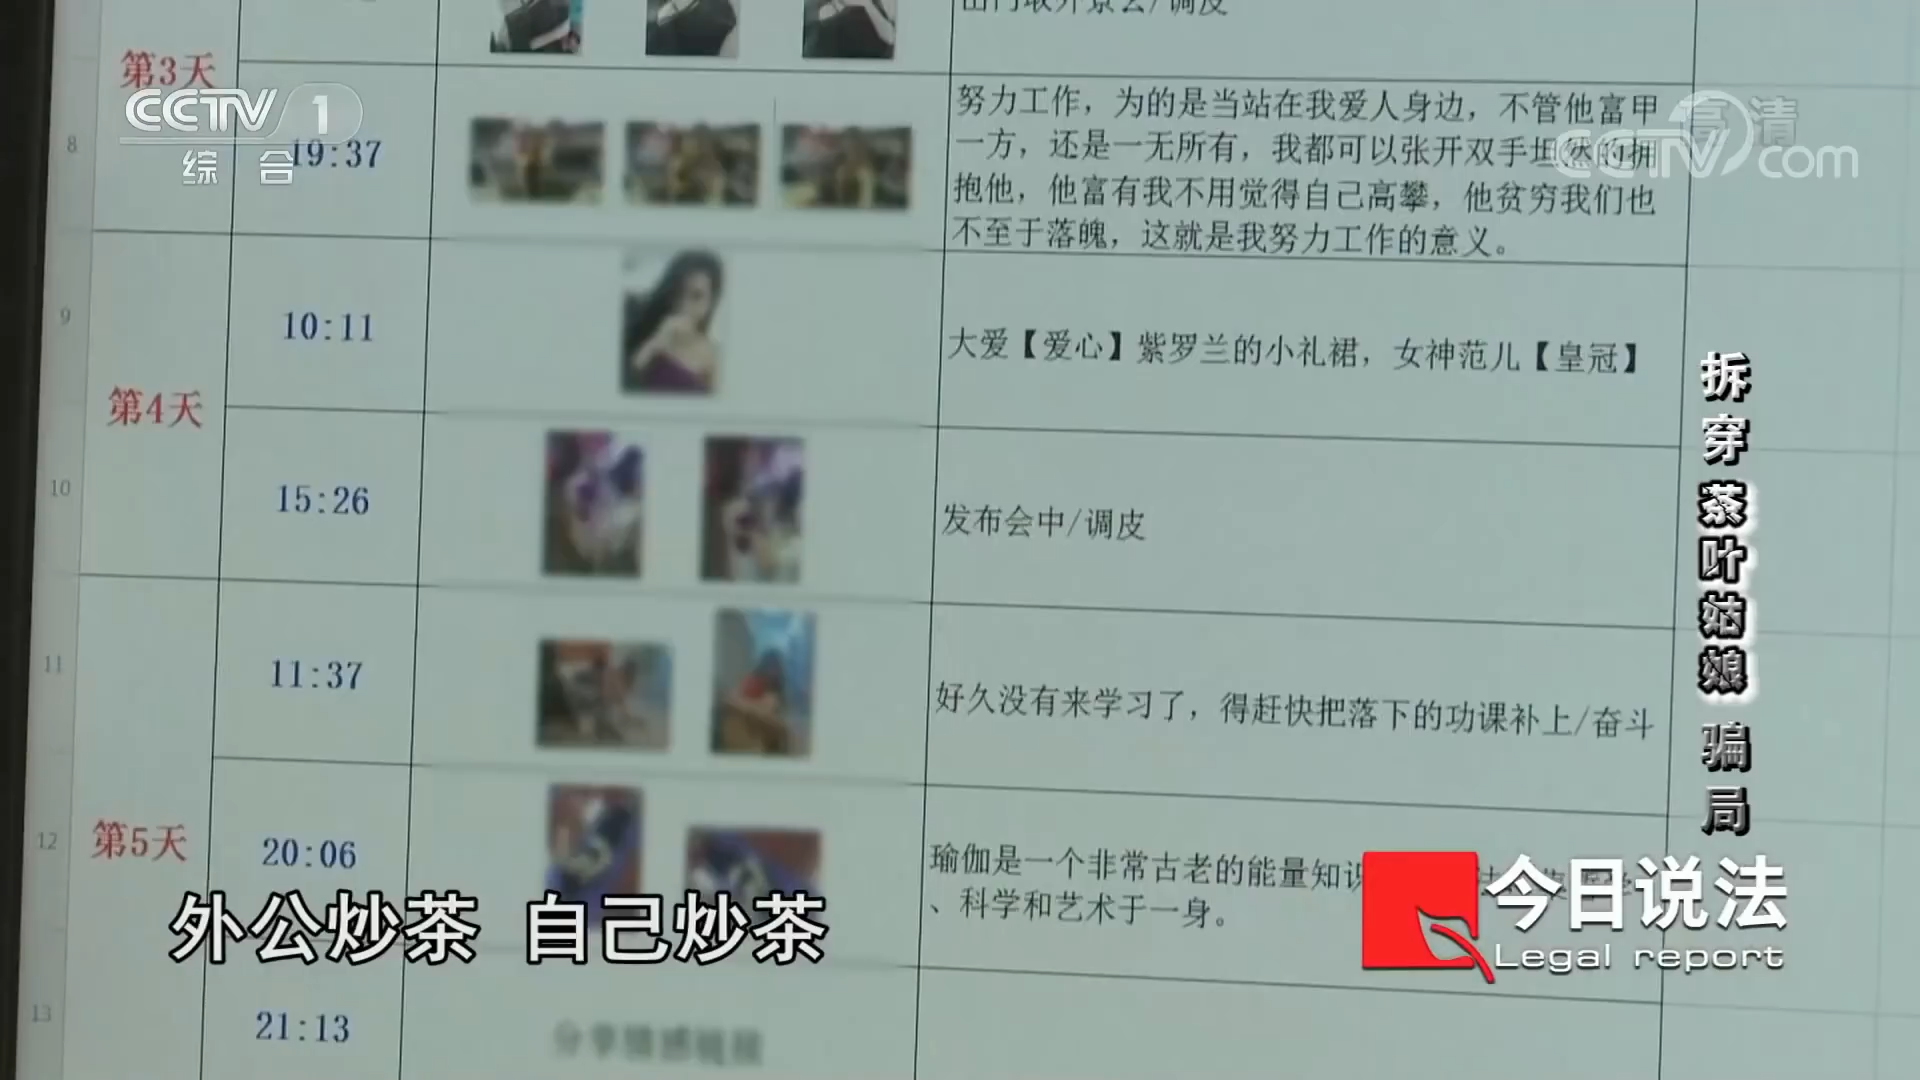 第3天
CCTV 1
综合
高清
CCTV com
8
19:37
努力工作，为的是当站在我爱人身边，不管他富甲
一方，还是一无所有，我都可以张开双手坦然的拥
抱他，他富有我不用觉得自己高攀，他贫穷我们也
不至于落魄，这就是我努力工作的意义。
第4天
9
10:11
大爱【爱心】紫罗兰的小礼裙，女神范儿【皇冠】
10
15:26
发布会中/调皮
第5天
11
11:37
好久没有来学习了，得赶快把落下的功课补上/奋斗
12
20:06
瑜伽是一个非常古老的能量知识
、科学和艺术于一身。
13
21:13
拆穿茶叶姑娘骗局
外公炒茶 自己炒茶
今日说法
Legal report